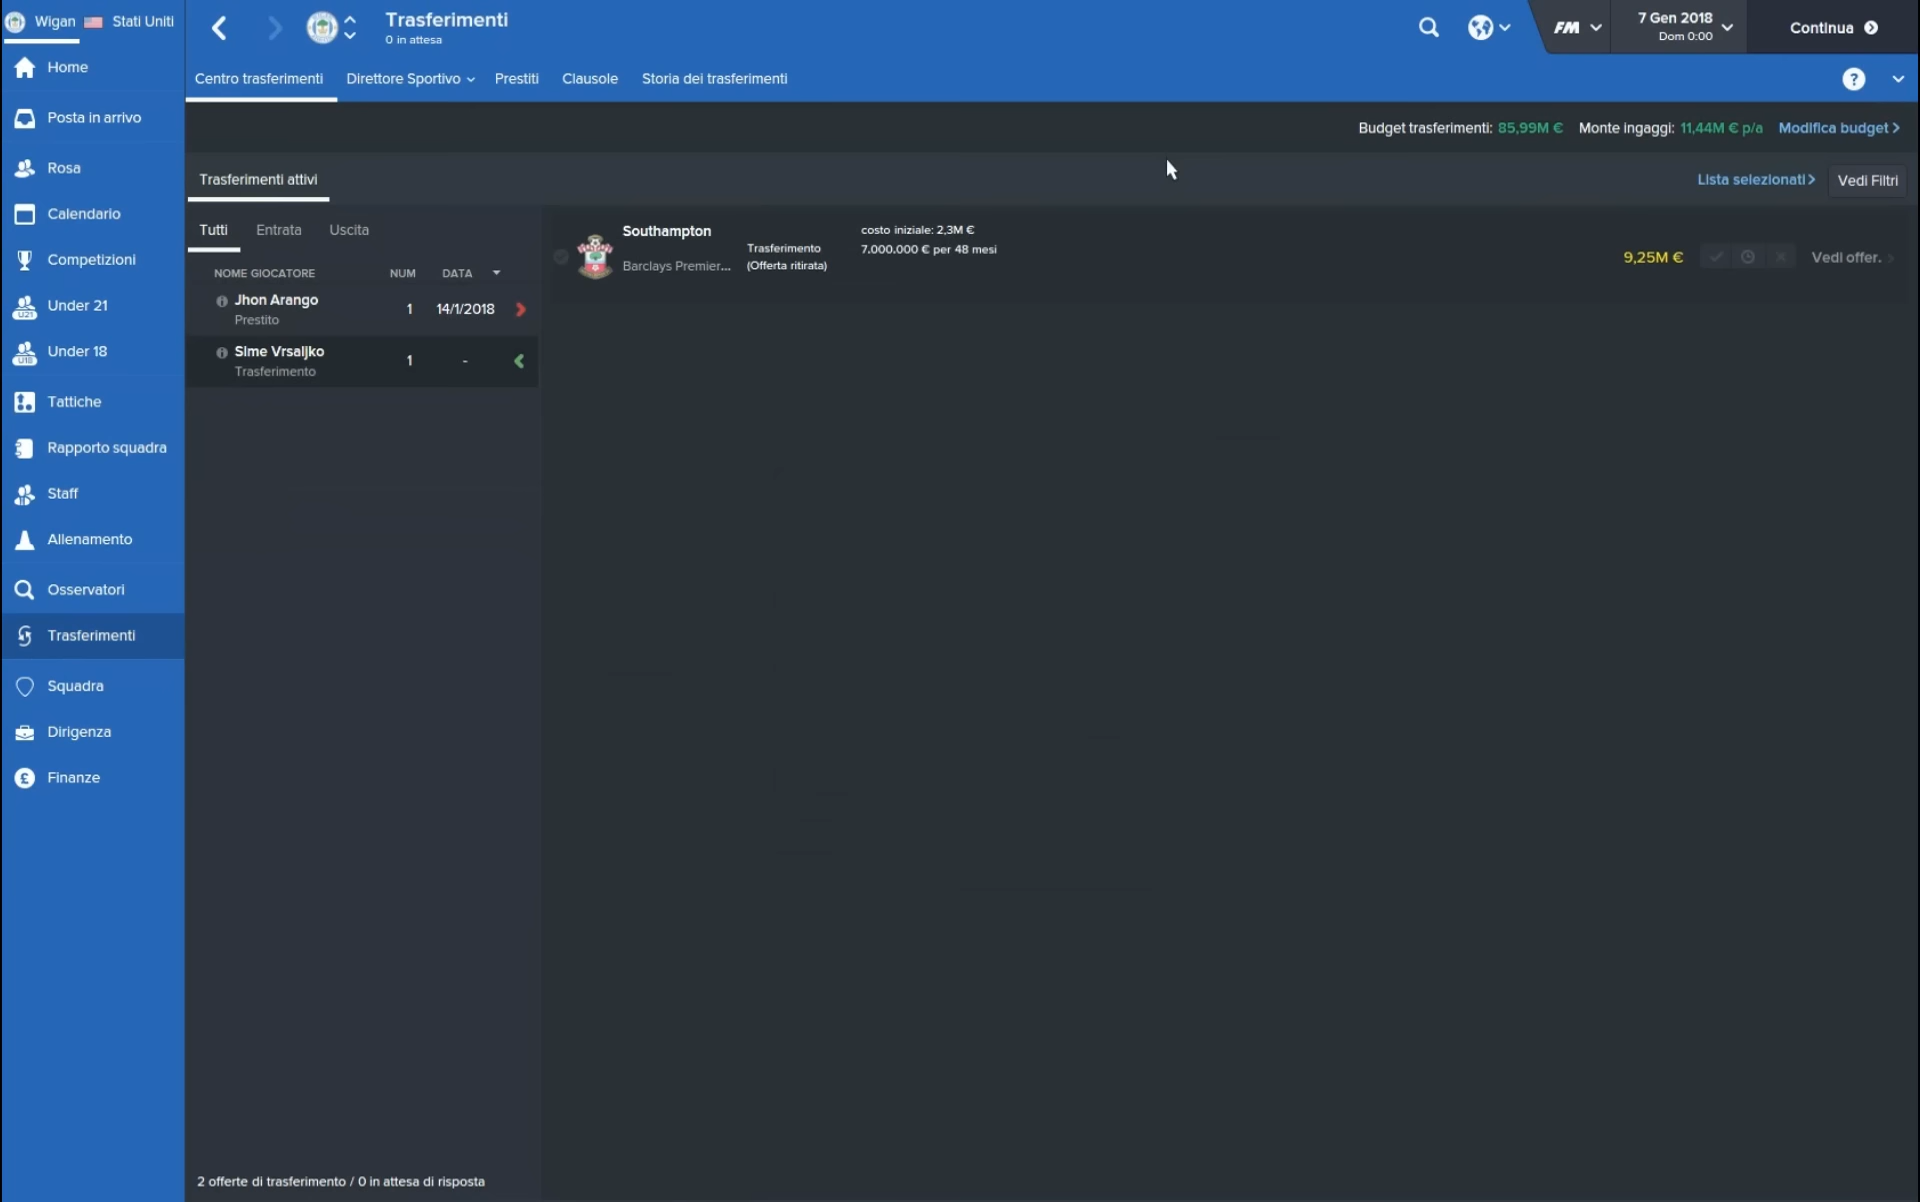 Wigan Stati Uniti
Trasferimenti
0 in attesa
FM
7 Gen 2018
Dom 0:00
Continua
Home
Posta in arrivo
Rosa
Calendario
Competizioni
Under 21
Under 18
Tattiche
Rapporto squadra
Staff
Allenamento
Osservatori
Trasferimenti
Squadra
Dirigenza
Finanze
Centro trasferimenti Direttore Sportivo Prestiti Clausole Storia dei trasferimenti ?
Budget trasferimenti: 85,99M € Monte ingaggi: 11,44M € p/a Modifica budget >
Trasferimenti attivi Lista selezionati > Vedi Filtri
Tutti Entrata Uscita
NOME GIOCATORE NUM DATA
Jhon Arango 1 14/1/2018
Prestito
Sime Vrsaljko 1 -
Trasferimento
Southampton
Barclays Premier...
Trasferimento
(Offerta ritirata)
costo iniziale: 2,3M €
7.000.000 € per 48 mesi
9,25M € Vedi offer. >
2 offerte di trasferimento / 0 in attesa di risposta